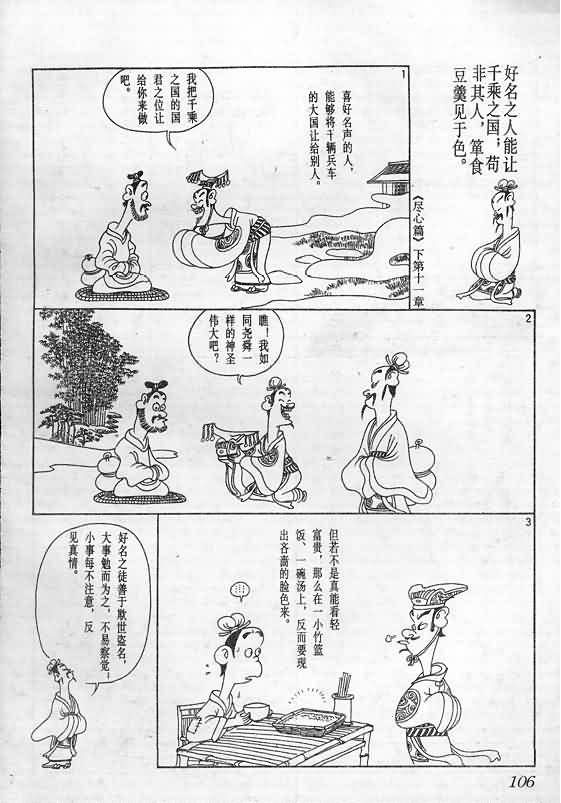 好名之人能让
千乘之国；苟
非其人，箪食
豆羹见于色。
《尽心篇》下第十一章
1
喜好名声的人，
能够将千辆兵车
的大国让给别人。
我把千乘
之国的国
君之位让
给你来做
吧。
2
瞧！我如
同尧舜一
样的神圣
伟大吧？
3
但若不是真能看轻
富贵，那么在一小竹篮
饭、一碗汤上，反而要现
出吝啬的脸色来。
……
好名之徒善于欺世盗名，
大事勉而为之，不易察觉；
小事每不注意，反
见真情。
106